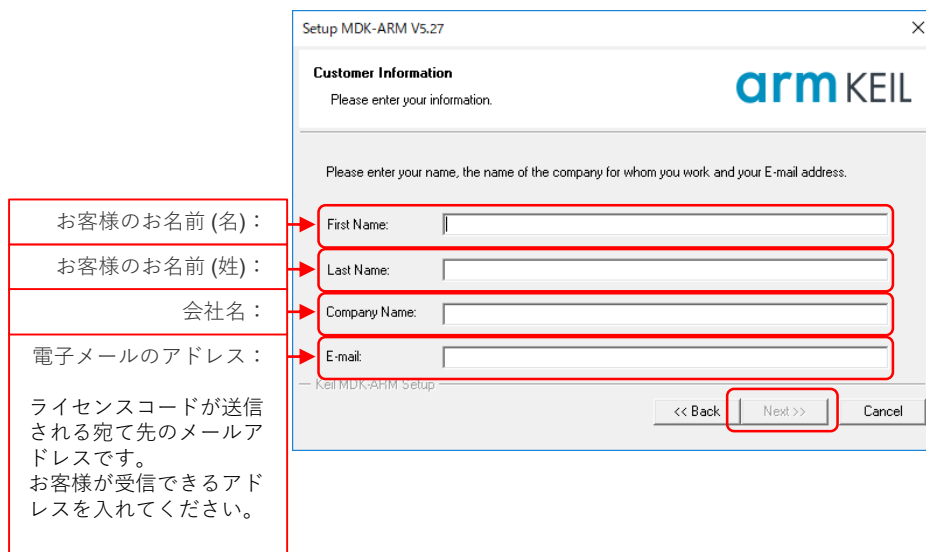 Setup MDK-ARM V5.27
Customer Information
Please enter your information.
arm KEIL
Please enter your name, the name of the company for whom you work and your E-mail address.
お客様のお名前 (名)：
First Name:
お客様のお名前 (姓)：
Last Name:
会社名：
Company Name:
電子メールのアドレス：
E-mail:
ライセンスコードが送信
される宛て先のメールア
ドレスです。
お客様が受信できるアド
レスを入れてください。
Keil MDK-ARM Setup
<< Back
Next >>
Cancel